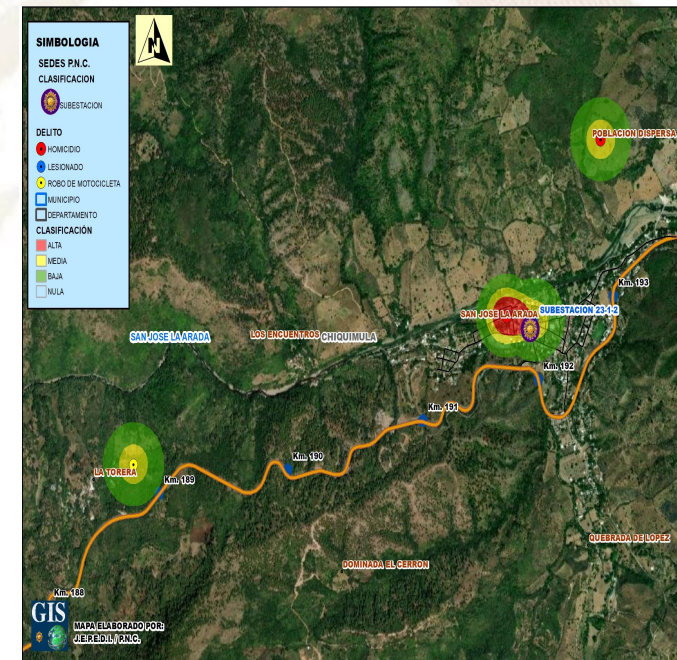 SIMBOLOGIA
SEDES P.N.C.
CLASIFICACION
SUBESTACION
DELITO
HOMICIDIO
LESIONADO
ROBO DE MOTOCICLETA
MUNICIPIO
DEPARTAMENTO
CLASIFICACIÓN
ALTA
MEDIA
BAJA
NULA
N
POBLACION DISPERSA
Km. 193
SAN JOSE LA ARADA
SUBESTACION 23-1-2
SAN JOSE LA ARADA
LOS ENCUENTROS
CHIQUIMULA
Km. 192
Km. 191
Km. 190
LA TORERA
Km. 189
QUEBRADA DE LOPEZ
DOMINADA EL CERRON
Km. 188
GIS
MAPA ELABORADO POR:
J.E.RE.D.I. / P.N.C.